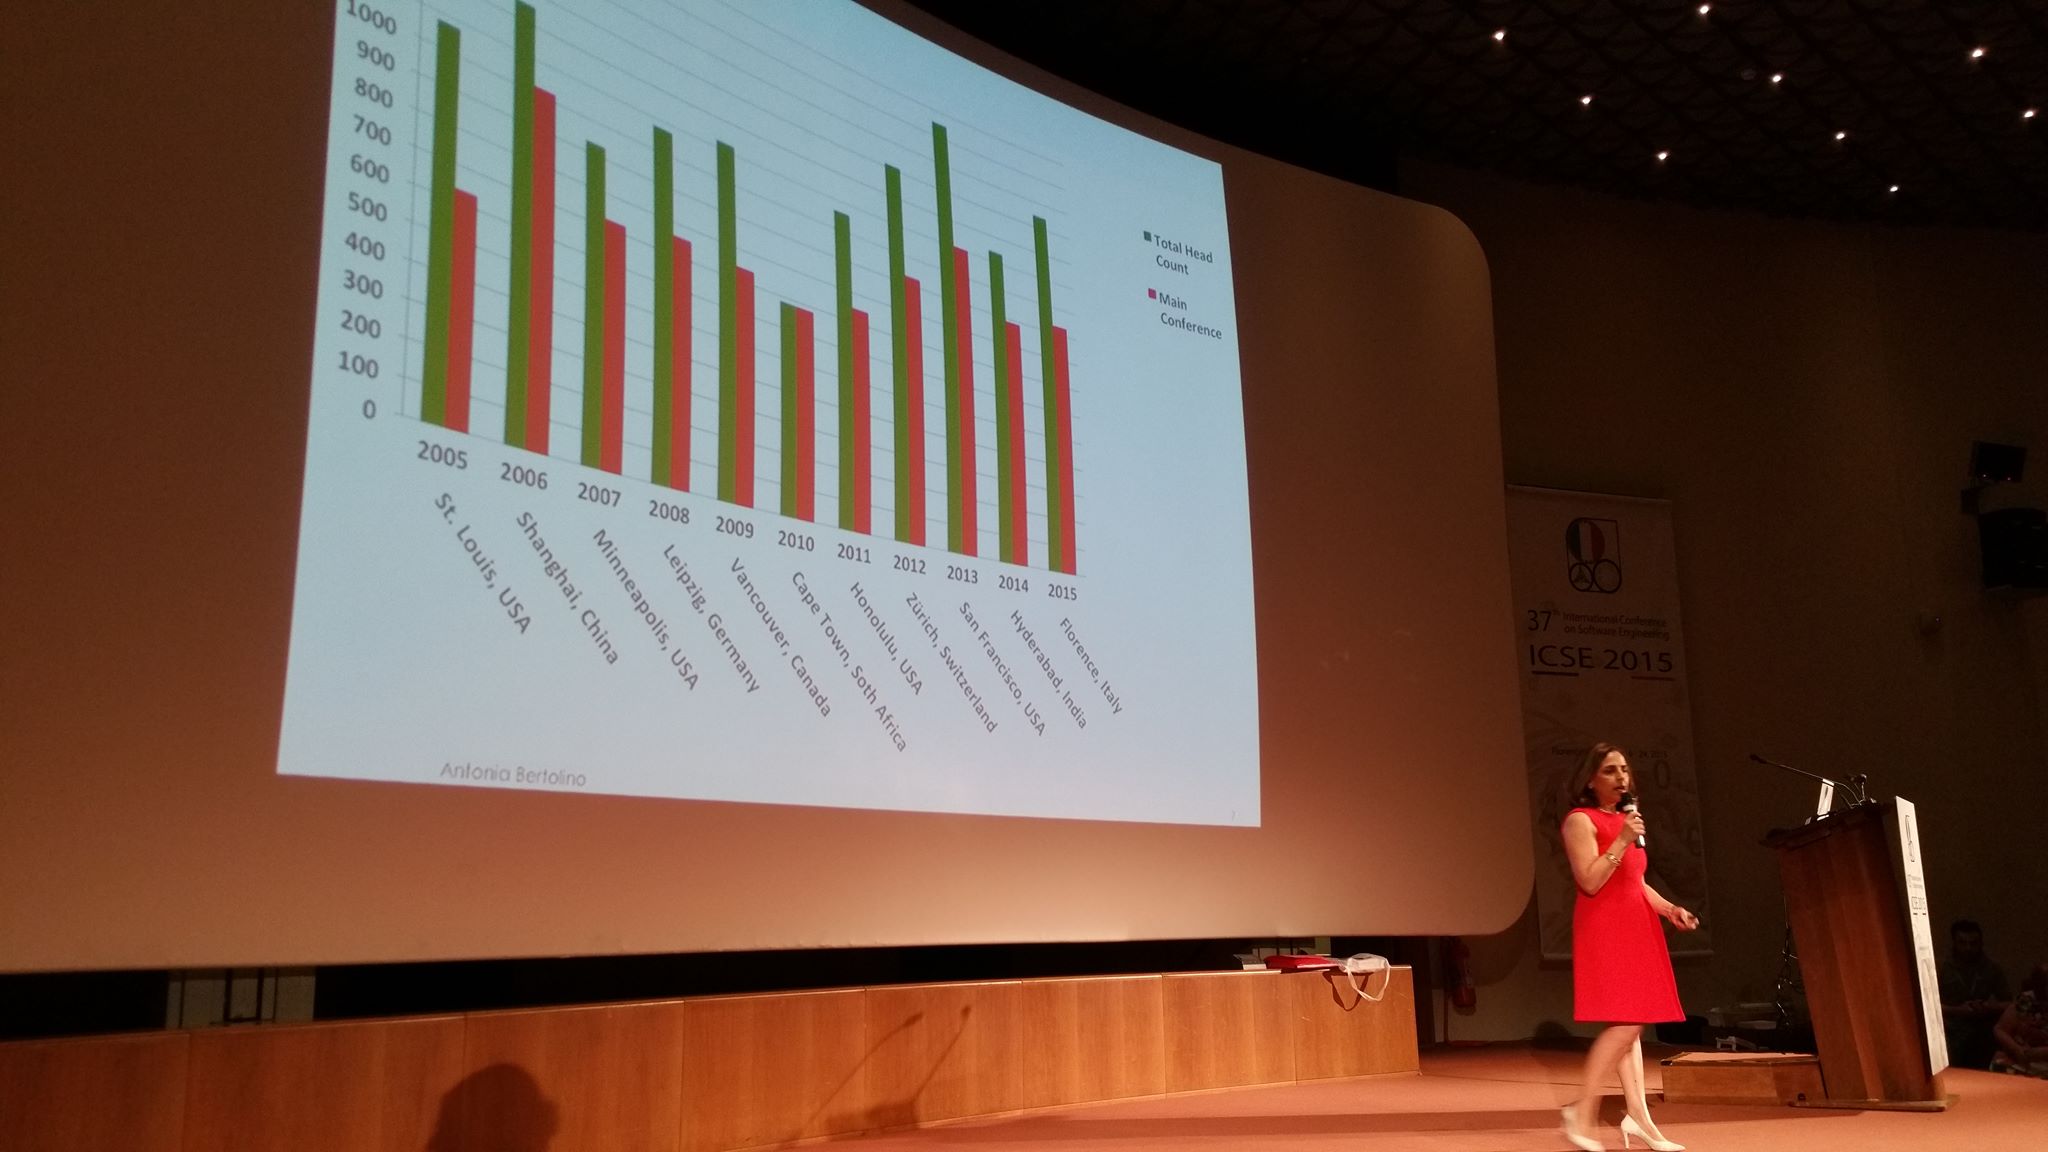 1000
900
800
700
600
500
400
300
200
100
0
2005
2006
2007
2008
2009
2010
2011
2012
2013
2014
2015
St. Louis, USA
Shanghai, China
Minneapolis, USA
Leipzig, Germany
Vancouver, Canada
Cape Town, Soth Africa
Honolulu, USA
Zürich, Switzerland
San Francisco, USA
Hyderabad, India
Florence, Italy
Total Head
Count
Main
Conference
Antonia Bertolino
7
37th International Conference
on Software Engineering
ICSE 2015
ICSE 2015